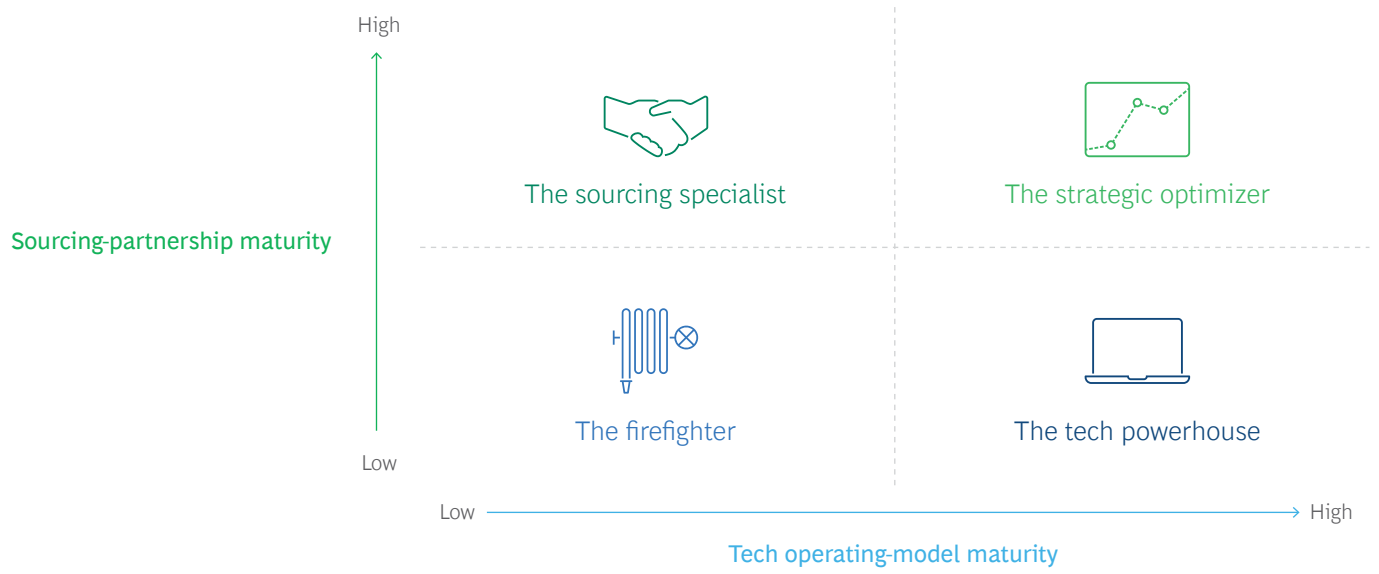 High
The sourcing specialist
The strategic optimizer
Sourcing-partnership maturity
The firefighter
The tech powerhouse
Low
Low
High
Tech operating-model maturity